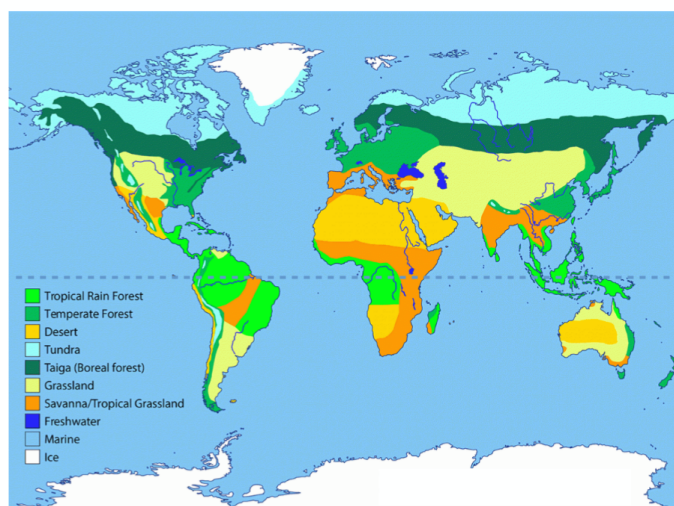 Tropical Rain Forest
Temperate Forest
Desert
Tundra
Taiga (Boreal forest)
Grassland
Savanna/Tropical Grassland
Freshwater
Marine
Ice